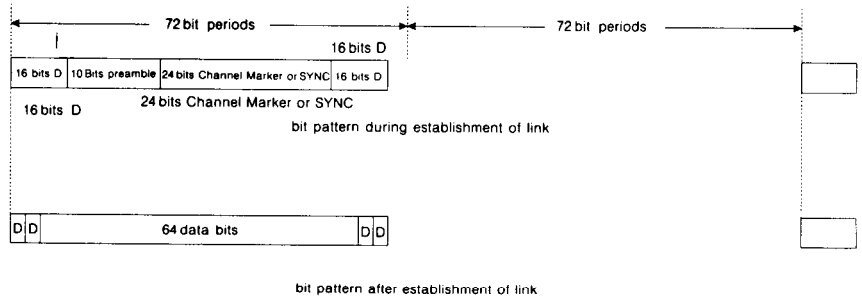 72 bit periods 72 bit periods
16 bits D
16 bits D 10 Bits preamble 24 bits Channel Marker or SYNC 16 bits D
16 bits D 24 bits Channel Marker or SYNC
bit pattern during establishment of link
D D 64 data bits D D
bit pattern after establishment of link